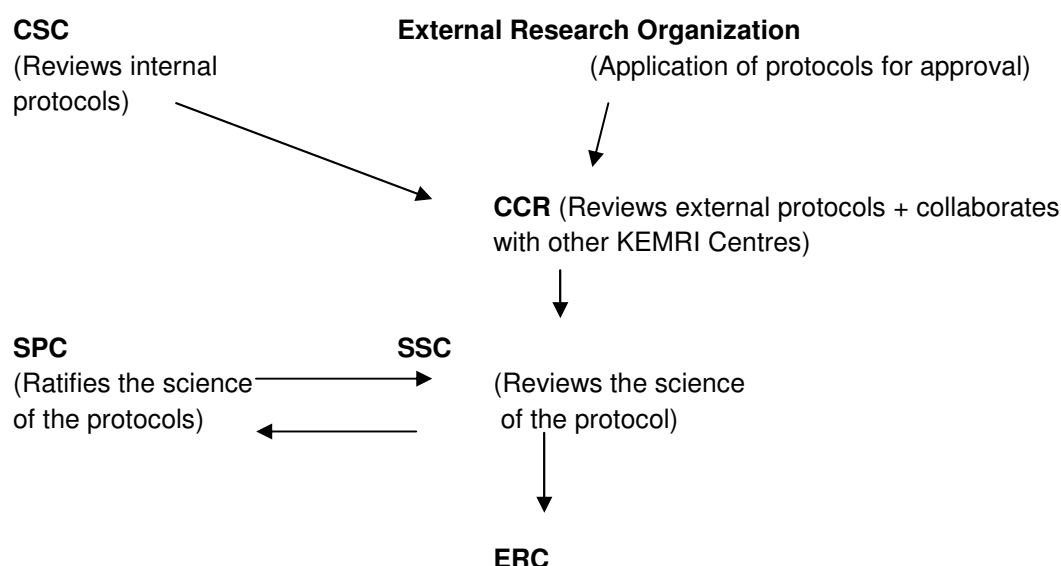 CSC
(Reviews internal
protocols)
External Research Organization
(Application of protocols for approval)
CCR (Reviews external protocols + collaborates
with other KEMRI Centres)
SPC
(Ratifies the science
of the protocols)
SSC
(Reviews the science
of the protocol)
ERC